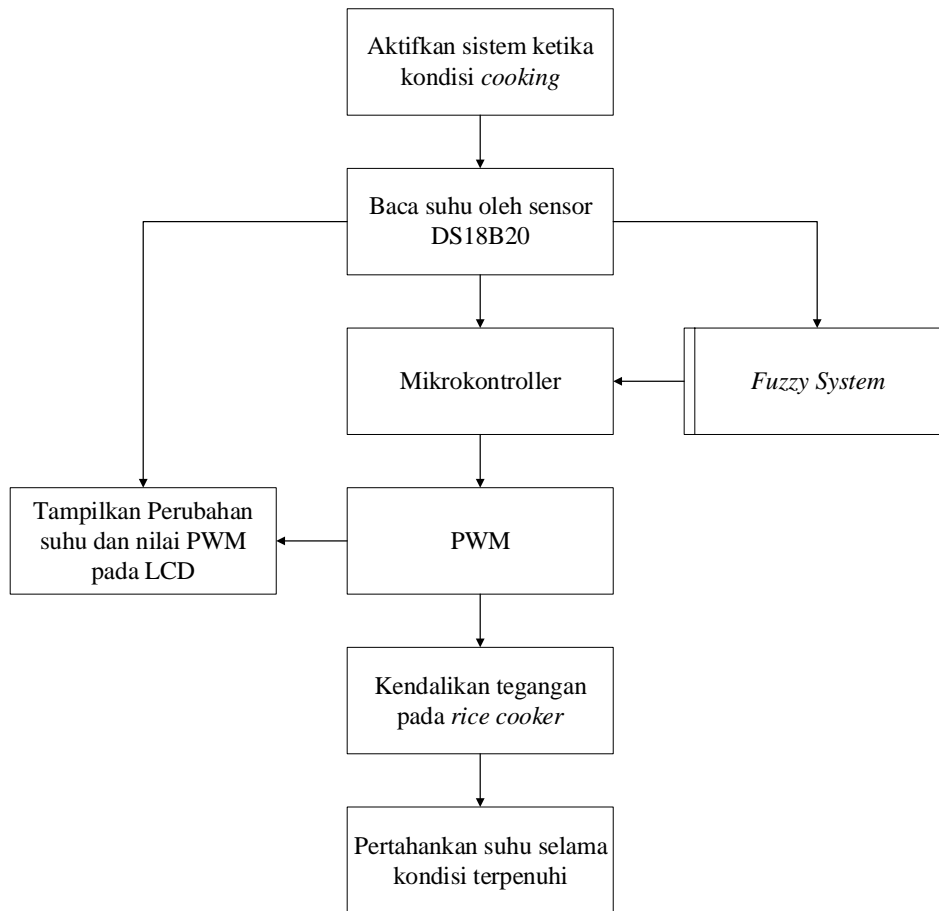 Aktifkan sistem ketika
kondisi cooking
Baca suhu oleh sensor
DS18B20
Mikrokontroller
Fuzzy System
Tampilkan Perubahan
suhu dan nilai PWM
pada LCD
PWM
Kendalikan tegangan
pada rice cooker
Pertahankan suhu selama
kondisi terpenuhi